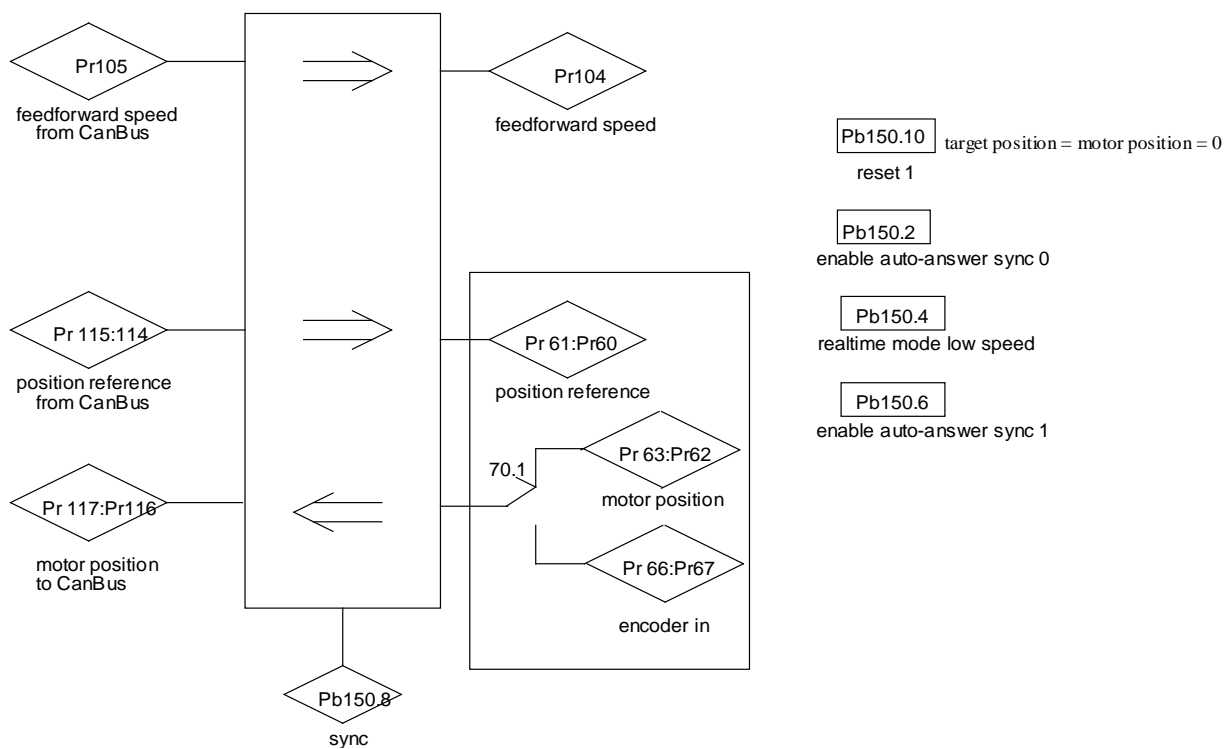 Pr105
feedforward speed
from CanBus
Pr104
feedforward speed
Pb150.10 target position = motor position = 0
reset 1
Pb150.2
enable auto-answer sync 0
Pb150.4
realtime mode low speed
Pb150.6
enable auto-answer sync 1
Pr 115:114
position reference
from CanBus
Pr 61:Pr60
position reference
70.1
Pr 63:Pr62
motor position
Pr 117:Pr116
motor position
to CanBus
Pr 66:Pr67
encoder in
Pb150.8
sync